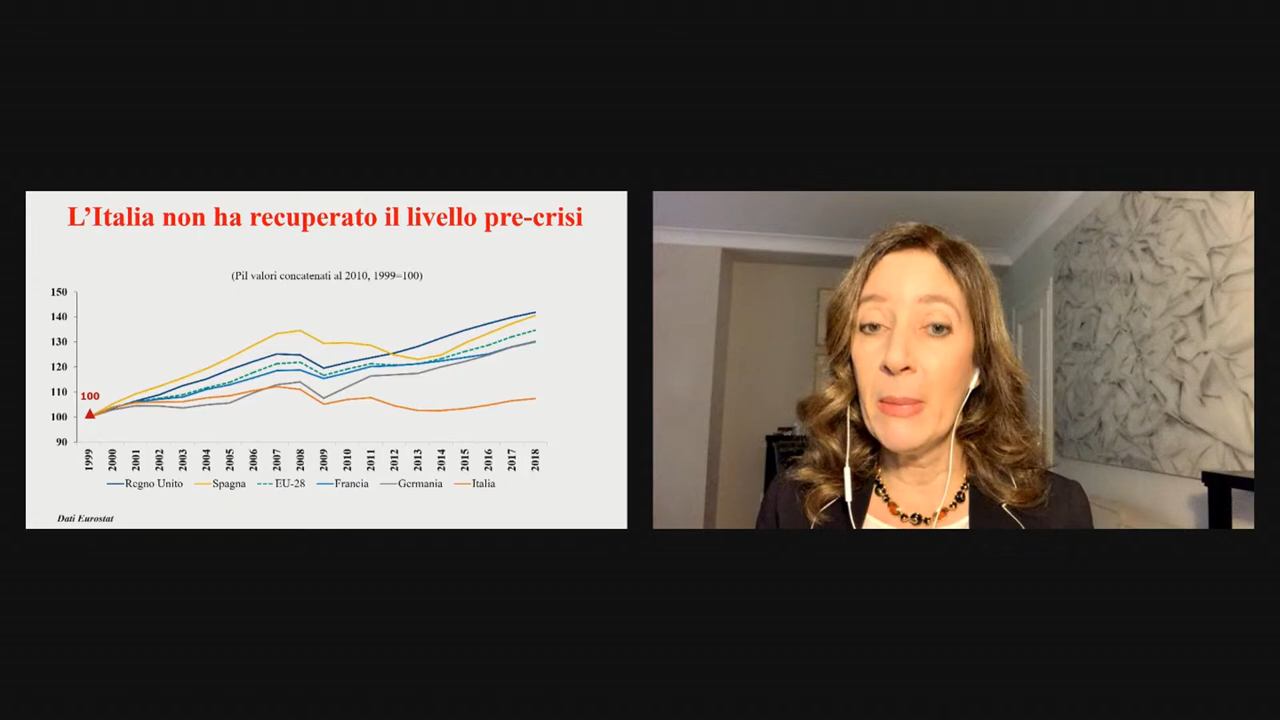 L’Italia non ha recuperato il livello pre-crisi
(Pil valori concatenati al 2010, 1999=100)
150
140
130
120
110
100
90
100
1999 2000 2001 2002 2003 2004 2005 2006 2007 2008 2009 2010 2011 2012 2013 2014 2015 2016 2017 2018
Regno Unito Spagna EU-28 Francia Germania Italia
Dati Eurostat